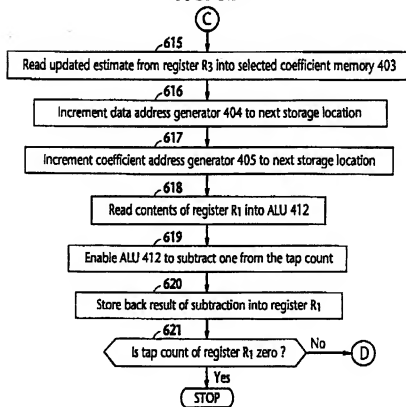 C
615
Read updated estimate from register R3 into selected coefficient memory 403
616
Increment data address generator 404 to next storage location
617
Increment coefficient address generator 405 to next storage location
618
Read contents of register R1 into ALU 412
619
Enable ALU 412 to subtract one from the tap count
620
Store back result of subtraction into register R1
621
Is tap count of register R1 zero ?
No
D
Yes
STOP